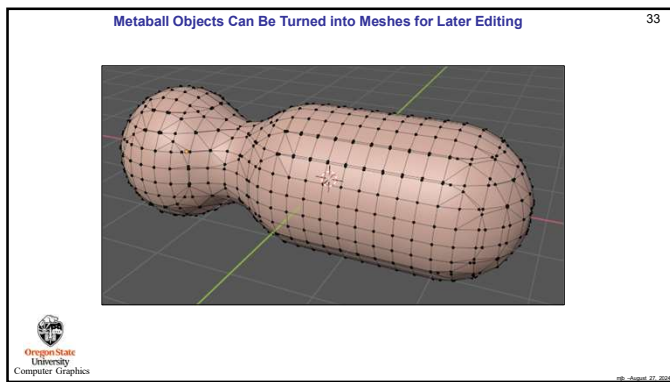 Metaball Objects Can Be Turned into Meshes for Later Editing
33
Oregon State
University
Computer Graphics
mjb –August 27, 2024